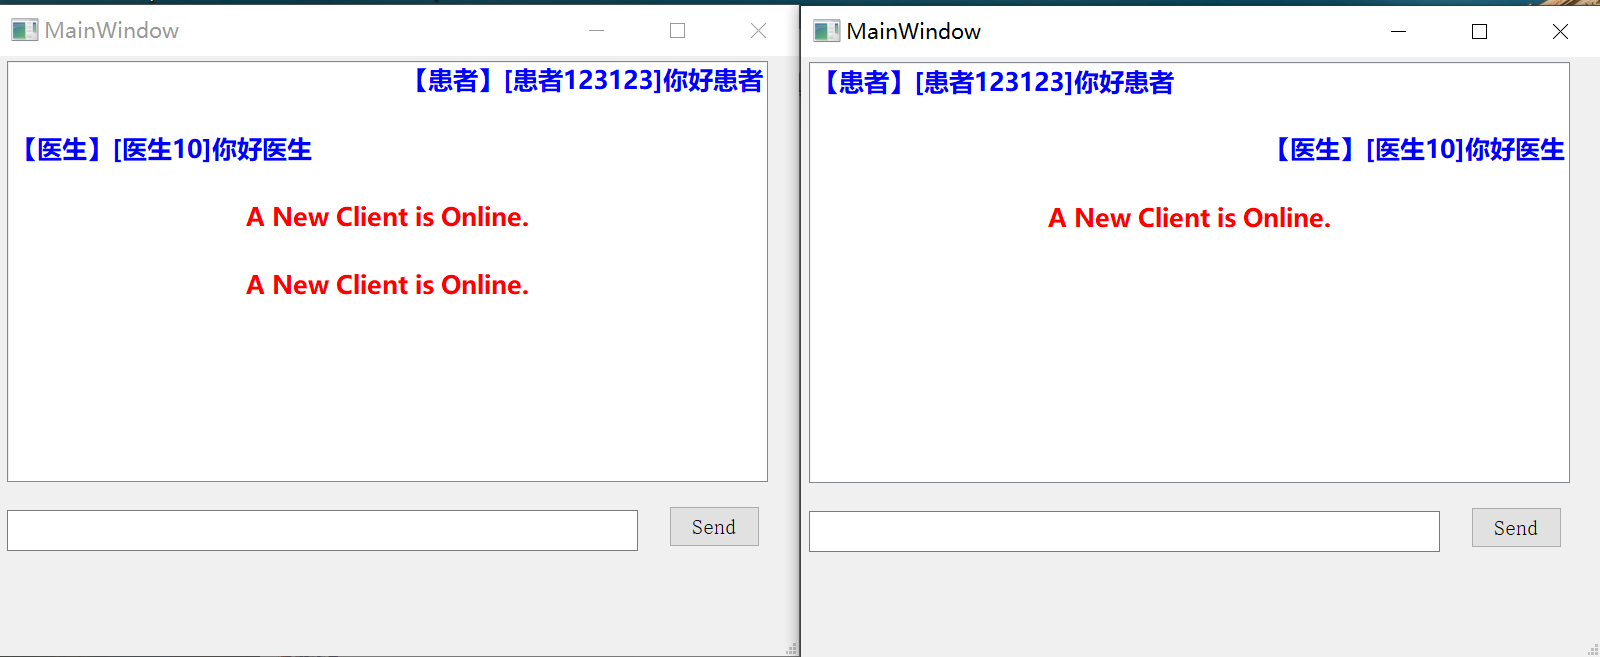 MainWindow
【患者】[患者123123]你好患者
【医生】[医生10]你好医生
A New Client is Online.
A New Client is Online.
Send
MainWindow
【患者】[患者123123]你好患者
【医生】[医生10]你好医生
A New Client is Online.
Send